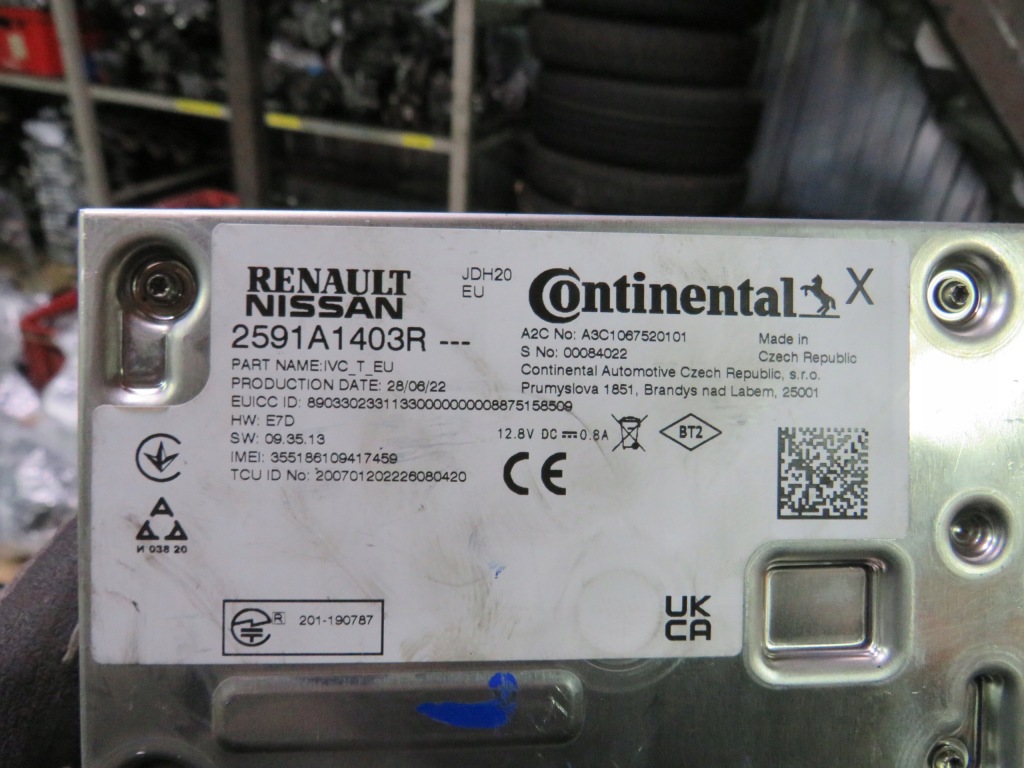 RENAULT
NISSAN
JDH20
EU
Continental
X
2591A1403R ---
A2C No: A3C1067520101
S No: 00084022
Made in
Czech Republic
Continental Automotive Czech Republic, s.r.o.
Prumyslova 1851, Brandys nad Labem, 25001
PART NAME:IVC_T_EU
PRODUCTION DATE: 28/06/22
EUICC ID: 89033023311330000000008875158509
HW: E7D
SW: 09.35.13
IMEI: 355186109417459
TCU ID No: 200701202226080420
12.8V DC ⎓ 0.8A
BT2
CE
И 038 20
R 201-190787
UK
CA